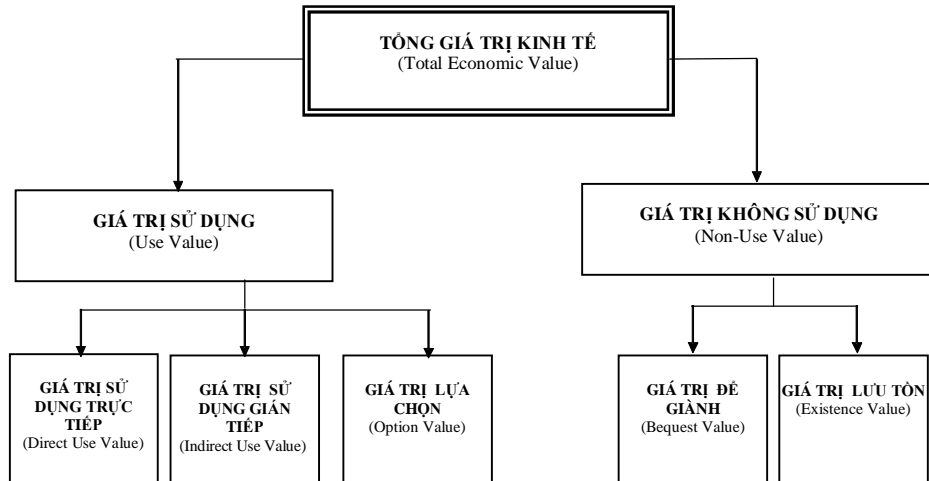 TỔNG GIÁ TRỊ KINH TẾ
(Total Economic Value)
GIÁ TRỊ SỬ DỤNG
(Use Value)
GIÁ TRỊ KHÔNG SỬ DỤNG
(Non-Use Value)
GIÁ TRỊ SỬ
DỤNG TRỰC
TIẾP
(Direct Use Value)
GIÁ TRỊ SỬ
DỤNG GIÁN
TIẾP
(Indirect Use Value)
GIÁ TRỊ LỰA
CHỌN
(Option Value)
GIÁ TRỊ ĐỂ
GIÀNH
(Bequest Value)
GIÁ TRỊ LƯU TỒN
(Existence Value)